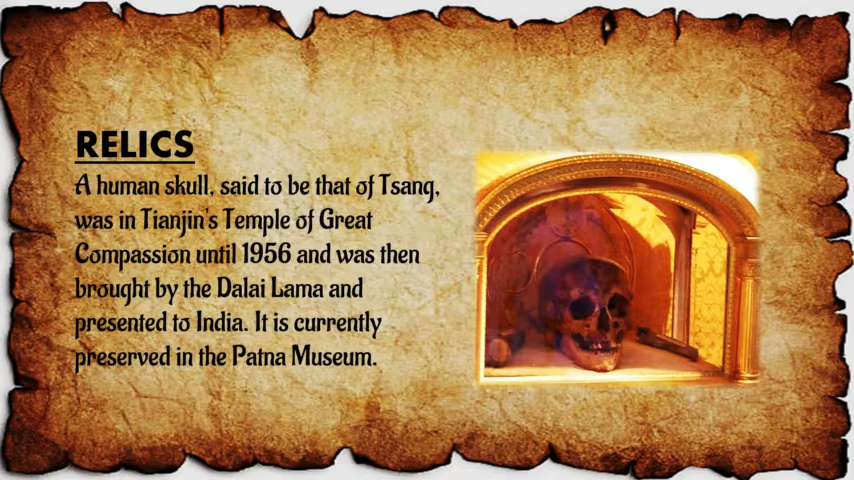 RELICS
A human skull, said to be that of Tsang,
was in Tianjin's Temple of Great
Compassion until 1956 and was then
brought by the Dalai Lama and
presented to India. It is currently
preserved in the Patna Museum.